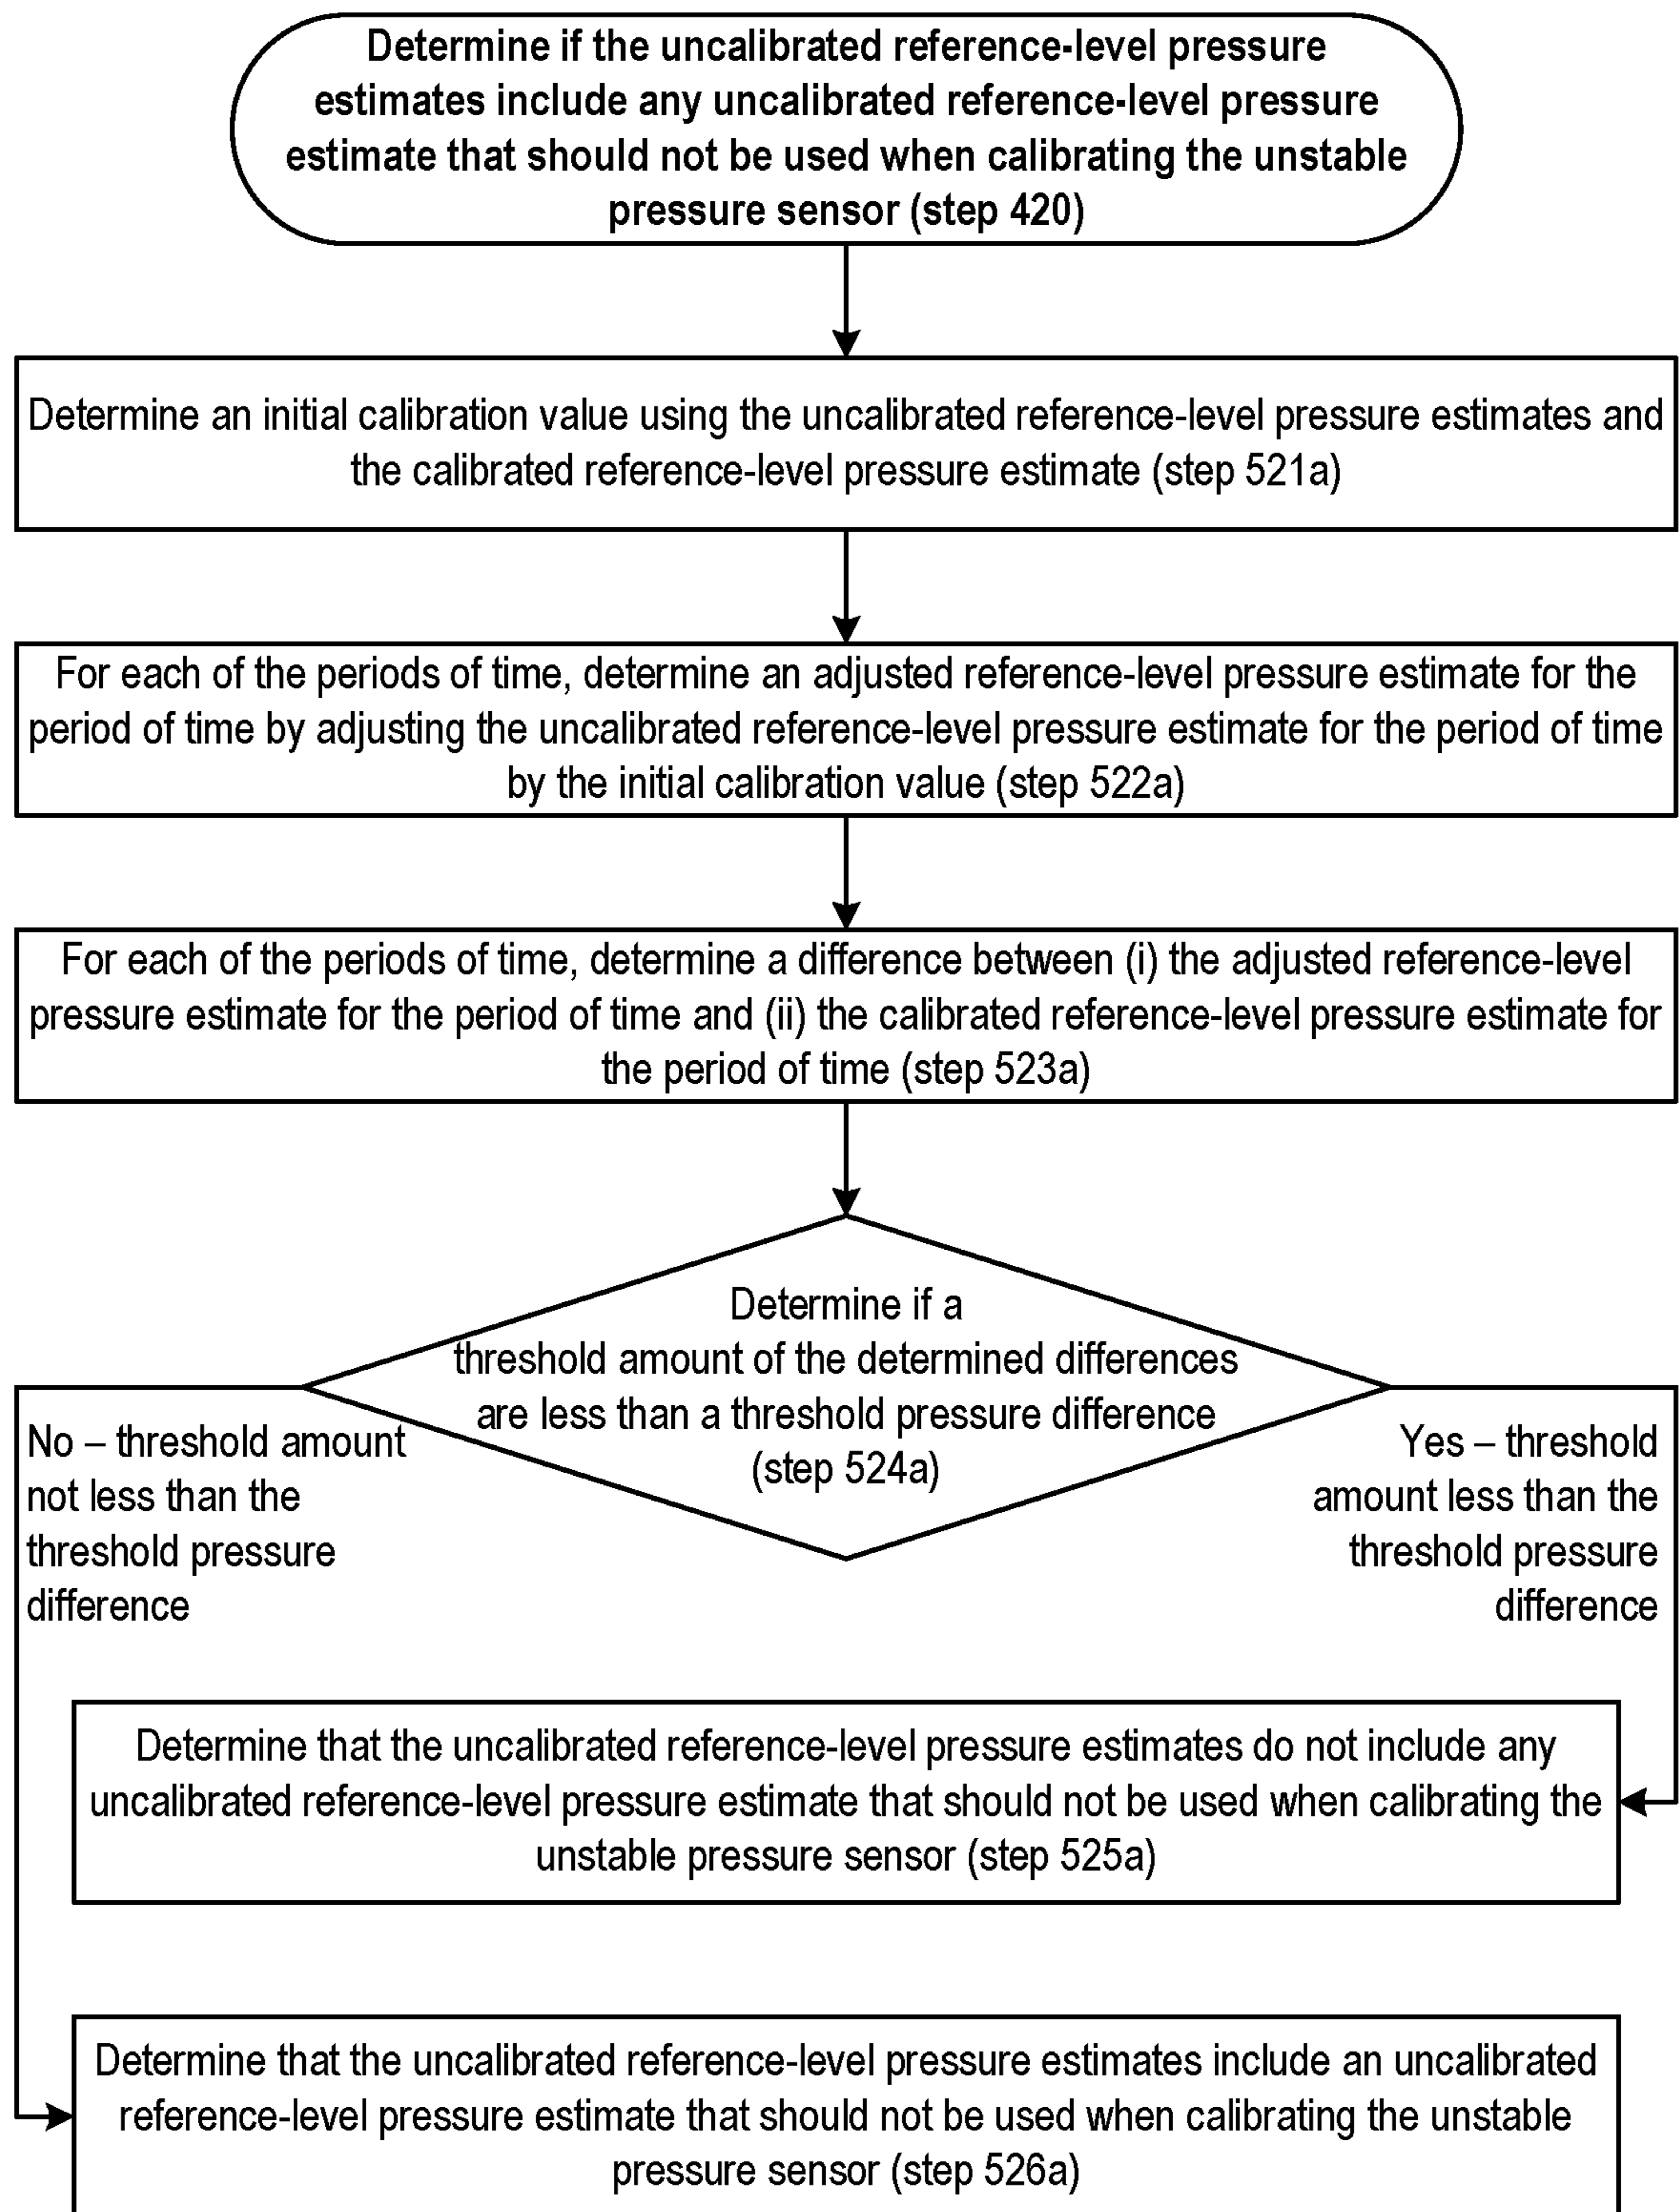 Determine if the uncalibrated reference-level pressure
estimates include any uncalibrated reference-level pressure
estimate that should not be used when calibrating the unstable
pressure sensor (step 420)
Determine an initial calibration value using the uncalibrated reference-level pressure estimates and
the calibrated reference-level pressure estimate (step 521a)
For each of the periods of time, determine an adjusted reference-level pressure estimate for the
period of time by adjusting the uncalibrated reference-level pressure estimate for the period of time
by the initial calibration value (step 522a)
For each of the periods of time, determine a difference between (i) the adjusted reference-level
pressure estimate for the period of time and (ii) the calibrated reference-level pressure estimate for
the period of time (step 523a)
Determine if a
threshold amount of the determined differences
are less than a threshold pressure difference
(step 524a)
No – threshold amount
not less than the
threshold pressure
difference
Yes – threshold
amount less than the
threshold pressure
difference
Determine that the uncalibrated reference-level pressure estimates do not include any
uncalibrated reference-level pressure estimate that should not be used when calibrating the
unstable pressure sensor (step 525a)
Determine that the uncalibrated reference-level pressure estimates include an uncalibrated
reference-level pressure estimate that should not be used when calibrating the unstable
pressure sensor (step 526a)